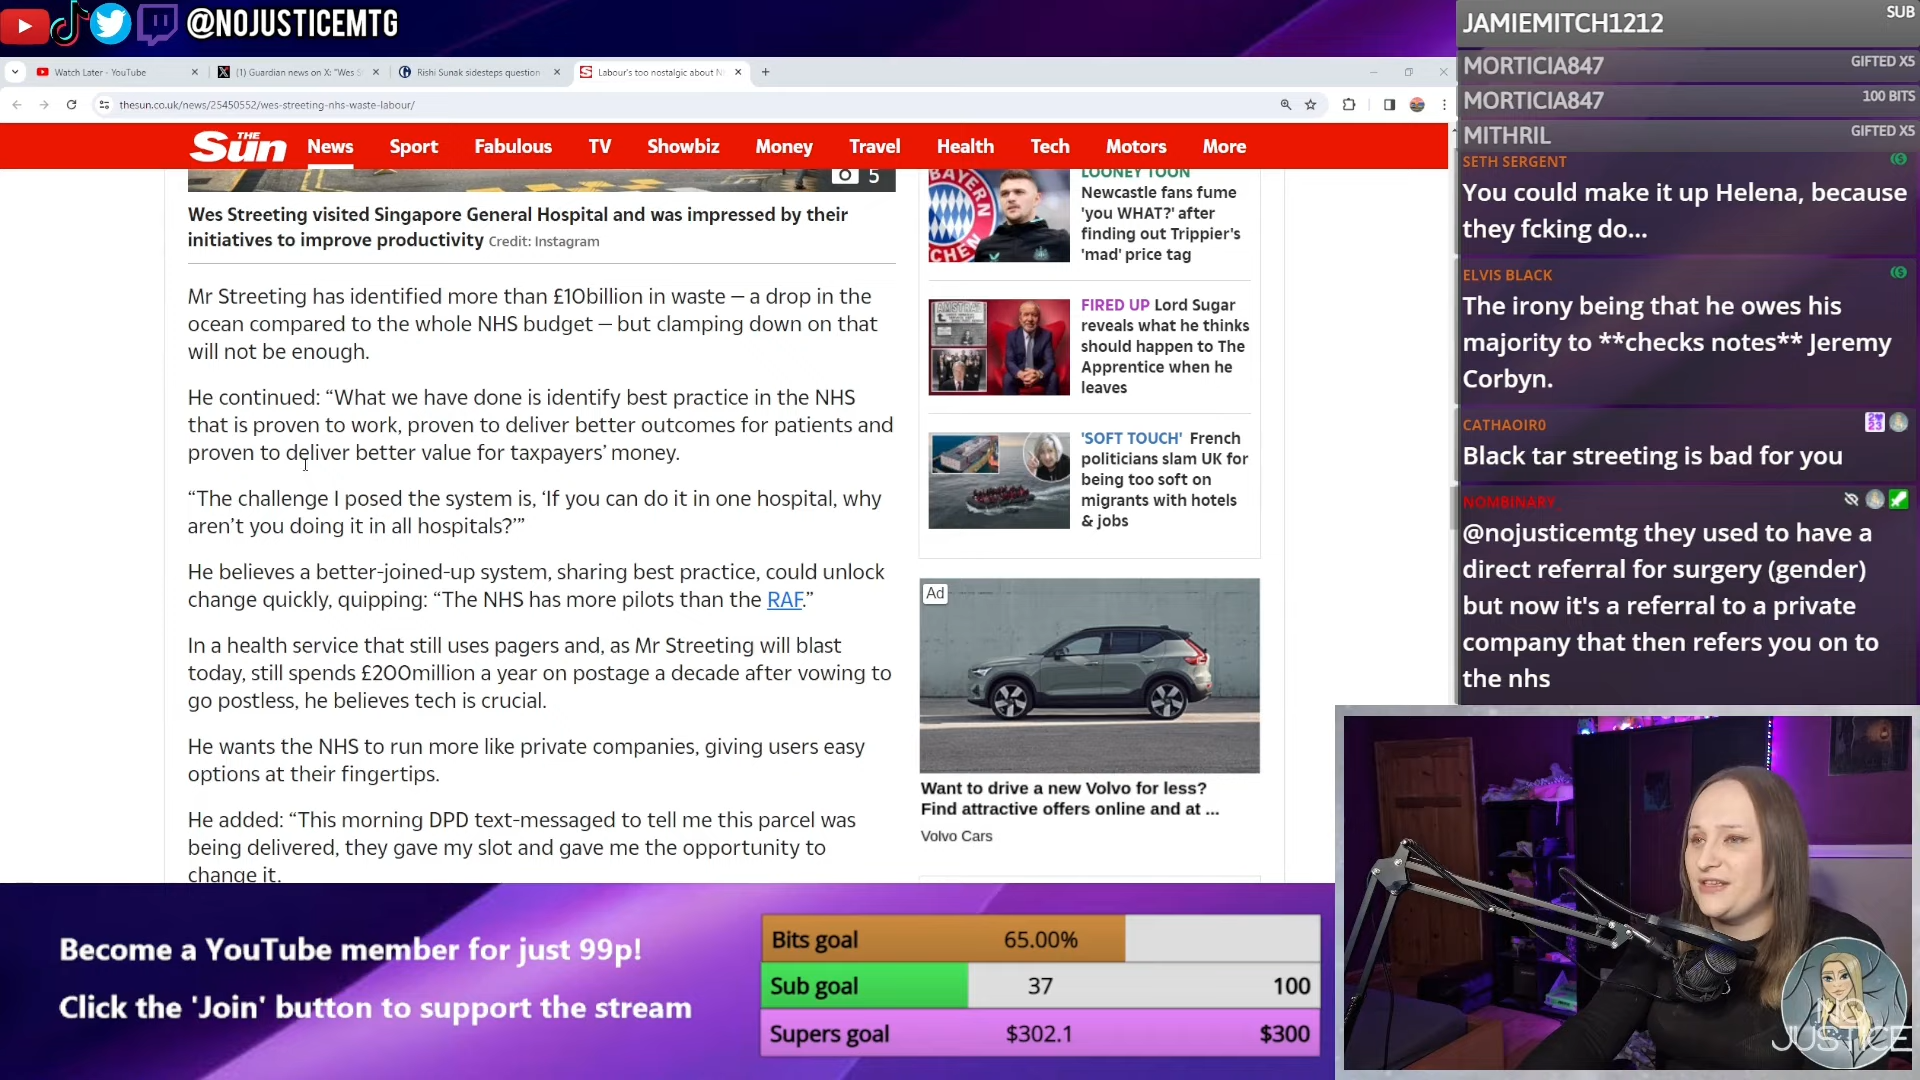 @NOJUSTICEMTG
Watch Later - YouTube
(1) Guardian news on X: "Wes S
Rishi Sunak sidesteps question
Labour's too nostalgic about N
thesun.co.uk/news/25450552/wes-streeting-nhs-waste-labour/
THE Sun
News Sport Fabulous TV Showbiz Money Travel Health Tech Motors More
5
Wes Streeting visited Singapore General Hospital and was impressed by their
initiatives to improve productivity Credit: Instagram
Mr Streeting has identified more than £10billion in waste — a drop in the
ocean compared to the whole NHS budget — but clamping down on that
will not be enough.
He continued: “What we have done is identify best practice in the NHS
that is proven to work, proven to deliver better outcomes for patients and
proven to deliver better value for taxpayers’ money.
“The challenge I posed the system is, ‘If you can do it in one hospital, why
aren’t you doing it in all hospitals?’”
He believes a better-joined-up system, sharing best practice, could unlock
change quickly, quipping: “The NHS has more pilots than the RAF.”
In a health service that still uses pagers and, as Mr Streeting will blast
today, still spends £200million a year on postage a decade after vowing to
go postless, he believes tech is crucial.
He wants the NHS to run more like private companies, giving users easy
options at their fingertips.
He added: “This morning DPD text-messaged to tell me this parcel was
being delivered, they gave my slot and gave me the opportunity to
change it.
LOONEY TOON
Newcastle fans fume
'you WHAT?' after
finding out Trippier's
'mad' price tag
FIRED UP Lord Sugar
reveals what he thinks
should happen to The
Apprentice when he
leaves
'SOFT TOUCH' French
politicians slam UK for
being too soft on
migrants with hotels
& jobs
Ad
Want to drive a new Volvo for less?
Find attractive offers online and at ...
Volvo Cars
JAMIEMITCH1212 SUB
MORTICIA847 GIFTED X5
MORTICIA847 100 BITS
MITHRIL GIFTED X5
SETH SERGENT
You could make it up Helena, because
they fcking do...
ELVIS BLACK
The irony being that he owes his
majority to **checks notes** Jeremy
Corbyn.
CATHAOIR0
Black tar streeting is bad for you
NOMBINARY_
@nojusticemtg they used to have a
direct referral for surgery (gender)
but now it's a referral to a private
company that then refers you on to
the nhs
Become a YouTube member for just 99p!
Click the 'Join' button to support the stream
Bits goal 65.00%
Sub goal 37 100
Supers goal $302.1 $300
NO
JUSTICE